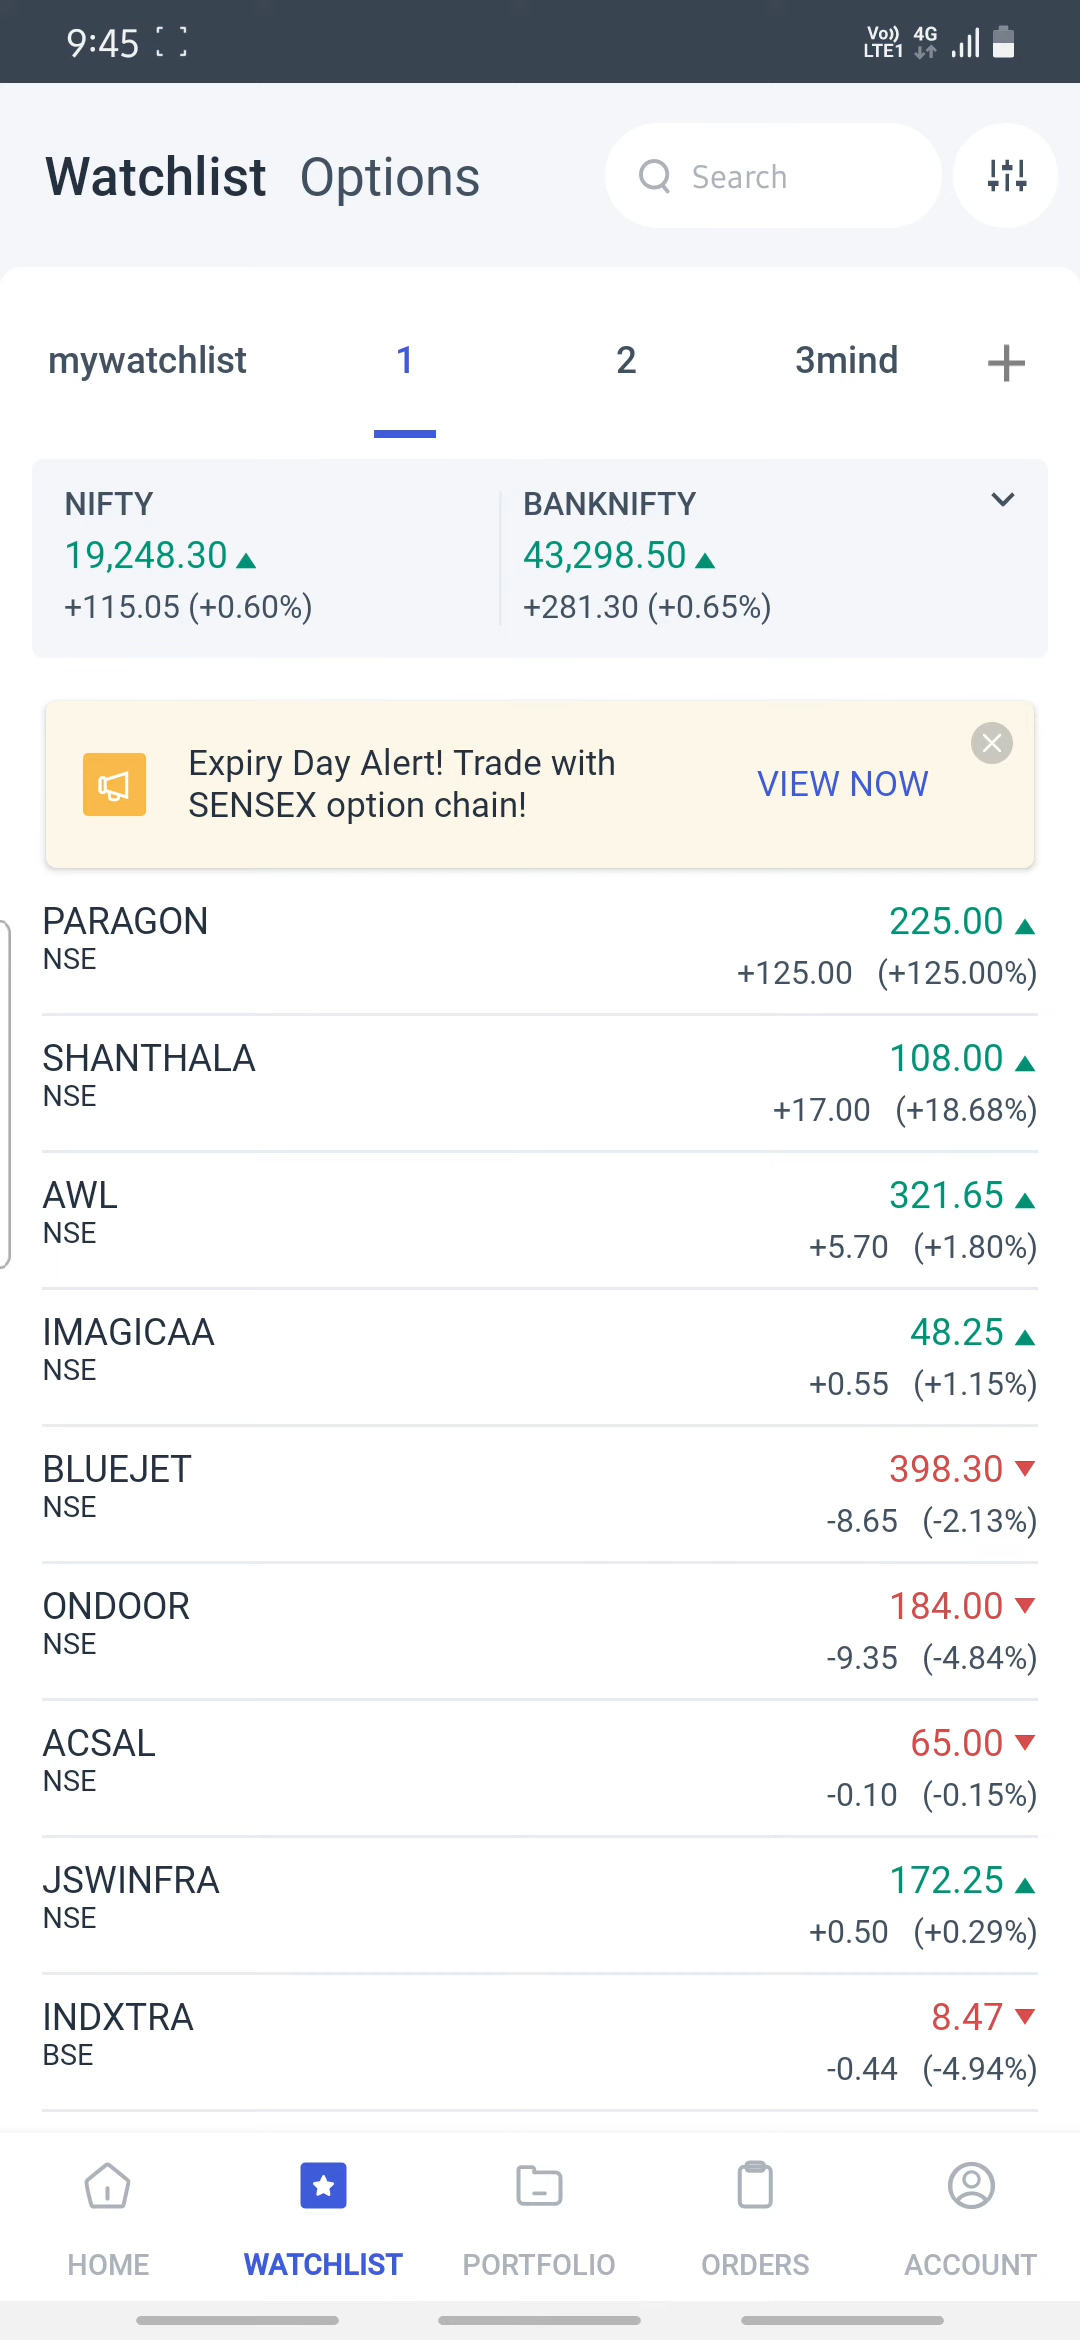 9:45
Vo)) 4G
LTE1
Watchlist Options Search
mywatchlist 1 2 3mind
NIFTY BANKNIFTY
19,248.30 43,298.50
+115.05 (+0.60%) +281.30 (+0.65%)
Expiry Day Alert! Trade with
SENSEX option chain!
VIEW NOW
PARAGON 225.00
NSE +125.00 (+125.00%)
SHANTHALA 108.00
NSE +17.00 (+18.68%)
AWL 321.65
NSE +5.70 (+1.80%)
IMAGICAA 48.25
NSE +0.55 (+1.15%)
BLUEJET 398.30
NSE -8.65 (-2.13%)
ONDOOR 184.00
NSE -9.35 (-4.84%)
ACSAL 65.00
NSE -0.10 (-0.15%)
JSWINFRA 172.25
NSE +0.50 (+0.29%)
INDXTRA 8.47
BSE -0.44 (-4.94%)
HOME WATCHLIST PORTFOLIO ORDERS ACCOUNT